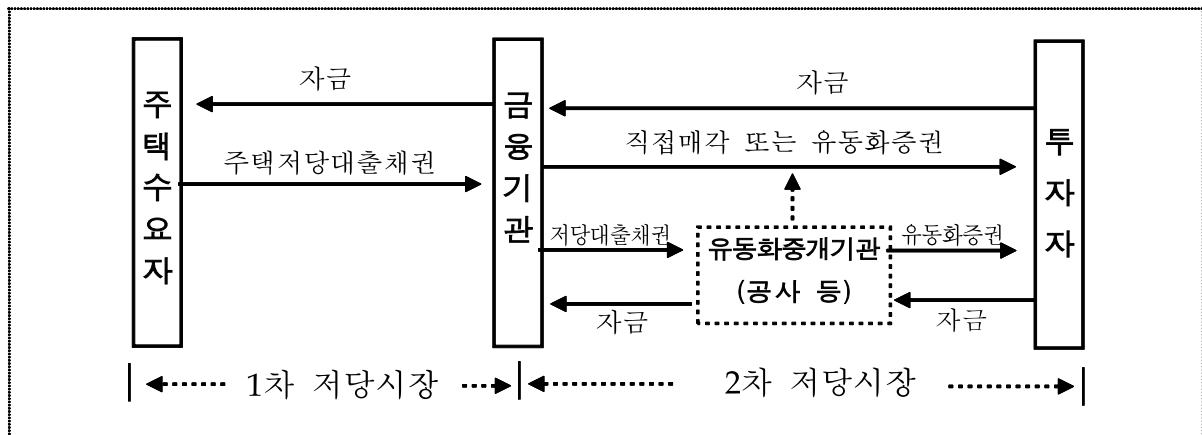 주택수요자
자금
주택저당대출채권
금융기관
자금
직접매각 또는 유동화증권
저당대출채권
유동화중개기관
(공사 등)
유동화증권
자금
자금
투자자
1차 저당시장
2차 저당시장